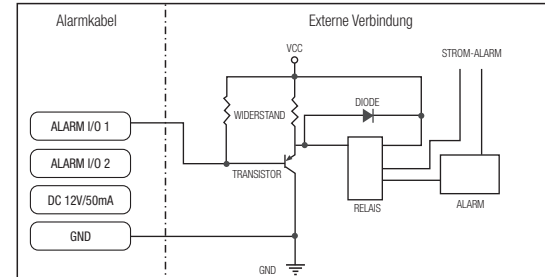 Alarmkabel
Externe Verbindung
VCC
STROM-ALARM
DIODE
WIDERSTAND
ALARM I/O 1
ALARM I/O 2
TRANSISTOR
DC 12V/50mA
RELAIS
ALARM
GND
GND